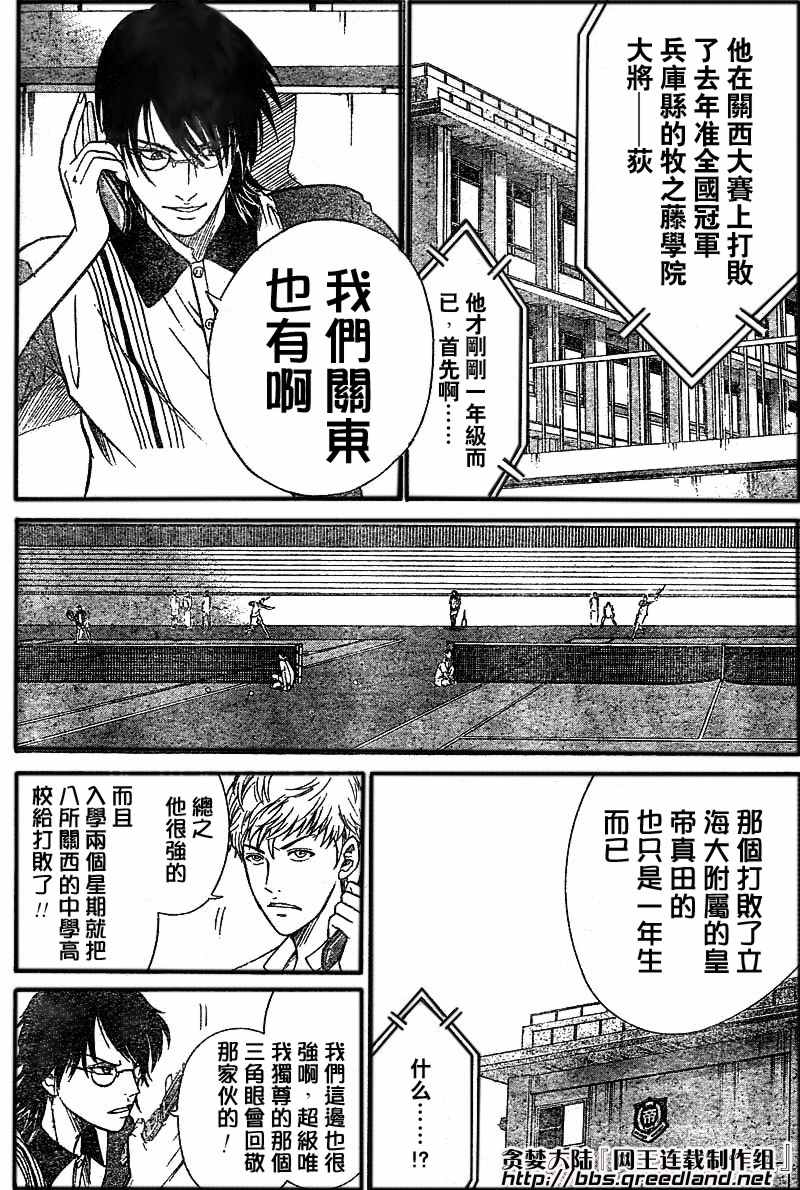 他在關西大賽上打敗
了去年准全國冠軍
兵庫縣的牧之藤學院
大將——荻
他才剛剛一年級而
已，首先啊……
我們關東
也有啊
那個打敗了立
海大附屬的皇
帝真田的
也只是一年生
而已
什么……!?
總之
他很強的
而且
入學兩個星期就把
八所關西的中學高
校給打敗了!!
我們這邊也很
強啊，超級唯
我獨尊的那個
三角眼會回敬
那家伙的!
貪婪大陆『网王连载制作组』
http://bbs.greedland.net